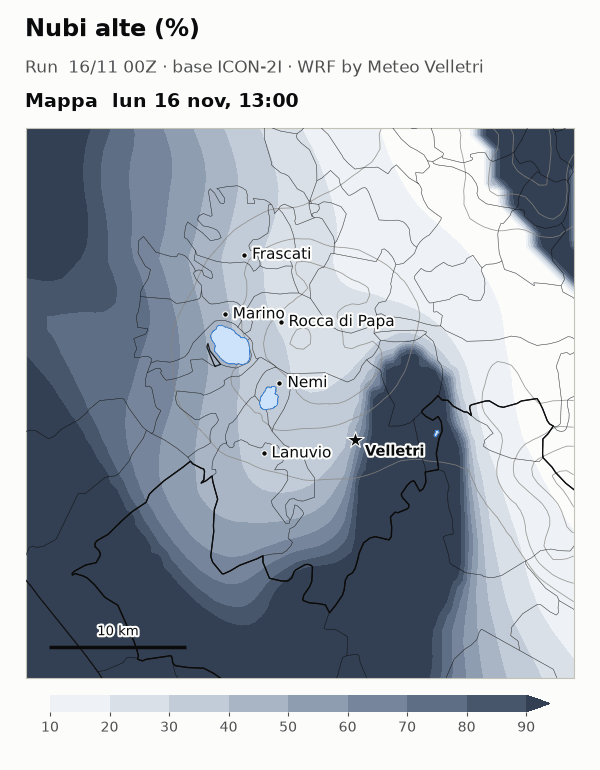 Nubi alte (%)
Run  16/11 00Z · base ICON-2I · WRF by Meteo Velletri
Mappa  lun 16 nov, 13:00
Frascati
Marino
Rocca di Papa
Nemi
Velletri
Lanuvio
10 km
10 20 30 40 50 60 70 80 90